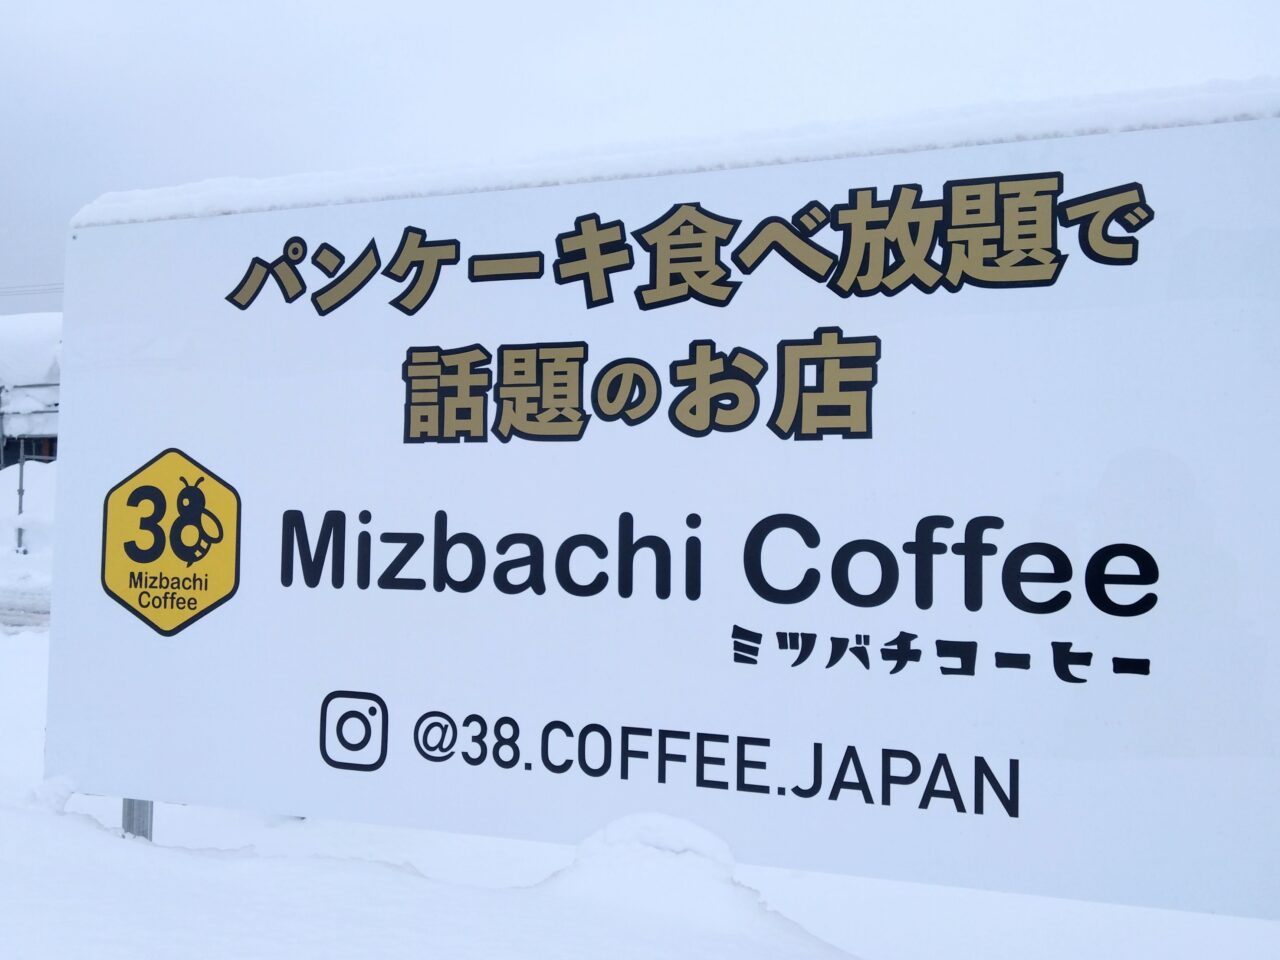 パンケーキ食べ放題で
話題のお店
38
Mizbachi
Coffee
Mizbachi Coffee
ミツバチコーヒー
@38.COFFEE.JAPAN